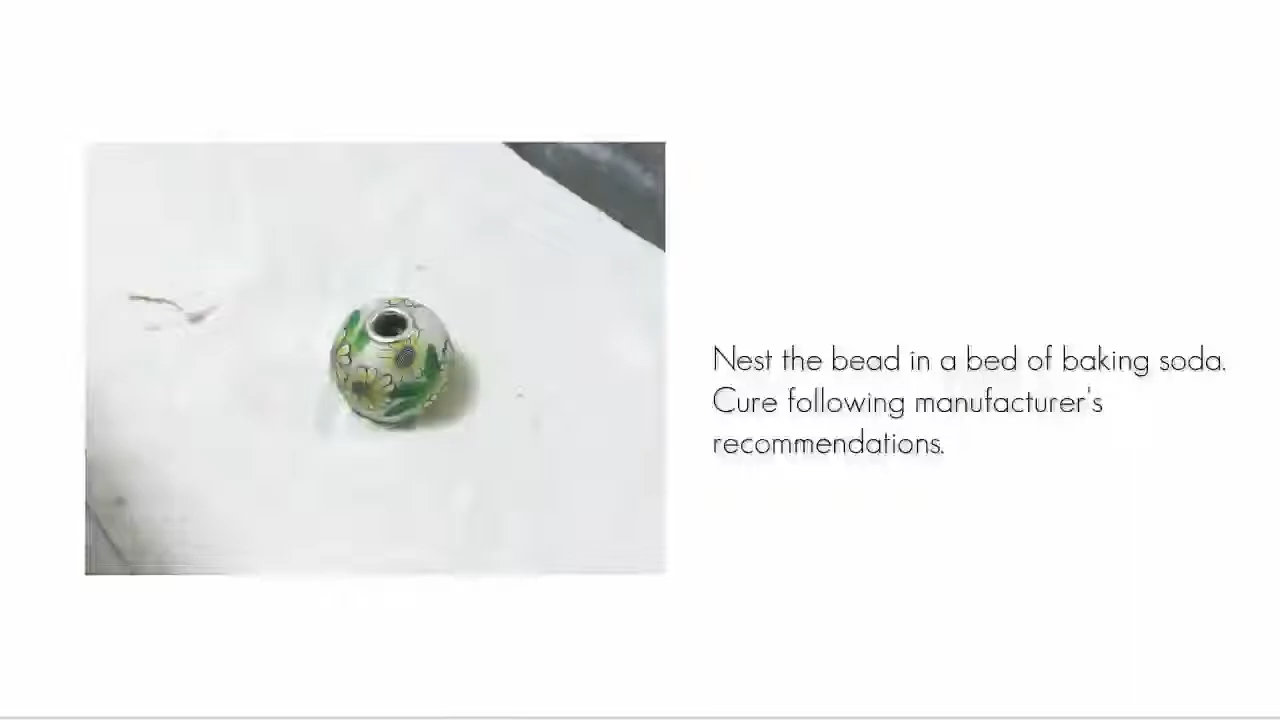 Nest the bead in a bed of baking soda.
Cure following manufacturer's
recommendations.